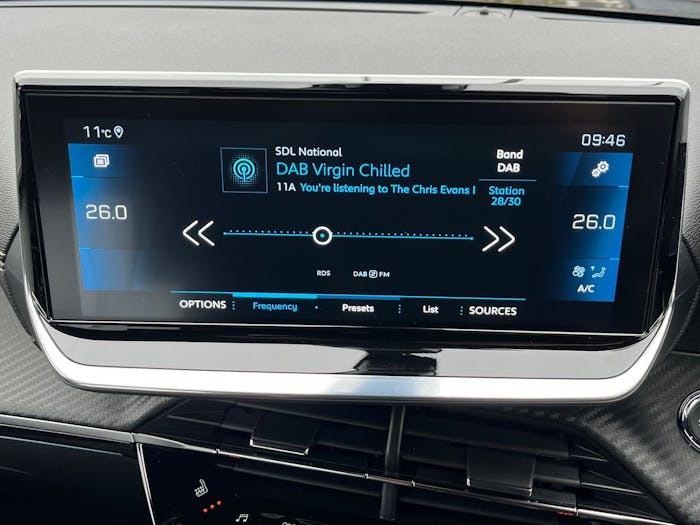 11°C
09:46
SDL National
DAB Virgin Chilled
11A You're listening to The Chris Evans
Band
DAB
Station
28/30
26.0
26.0
RDS
DAB FM
A/C
OPTIONS
Frequency
Presets
List
SOURCES